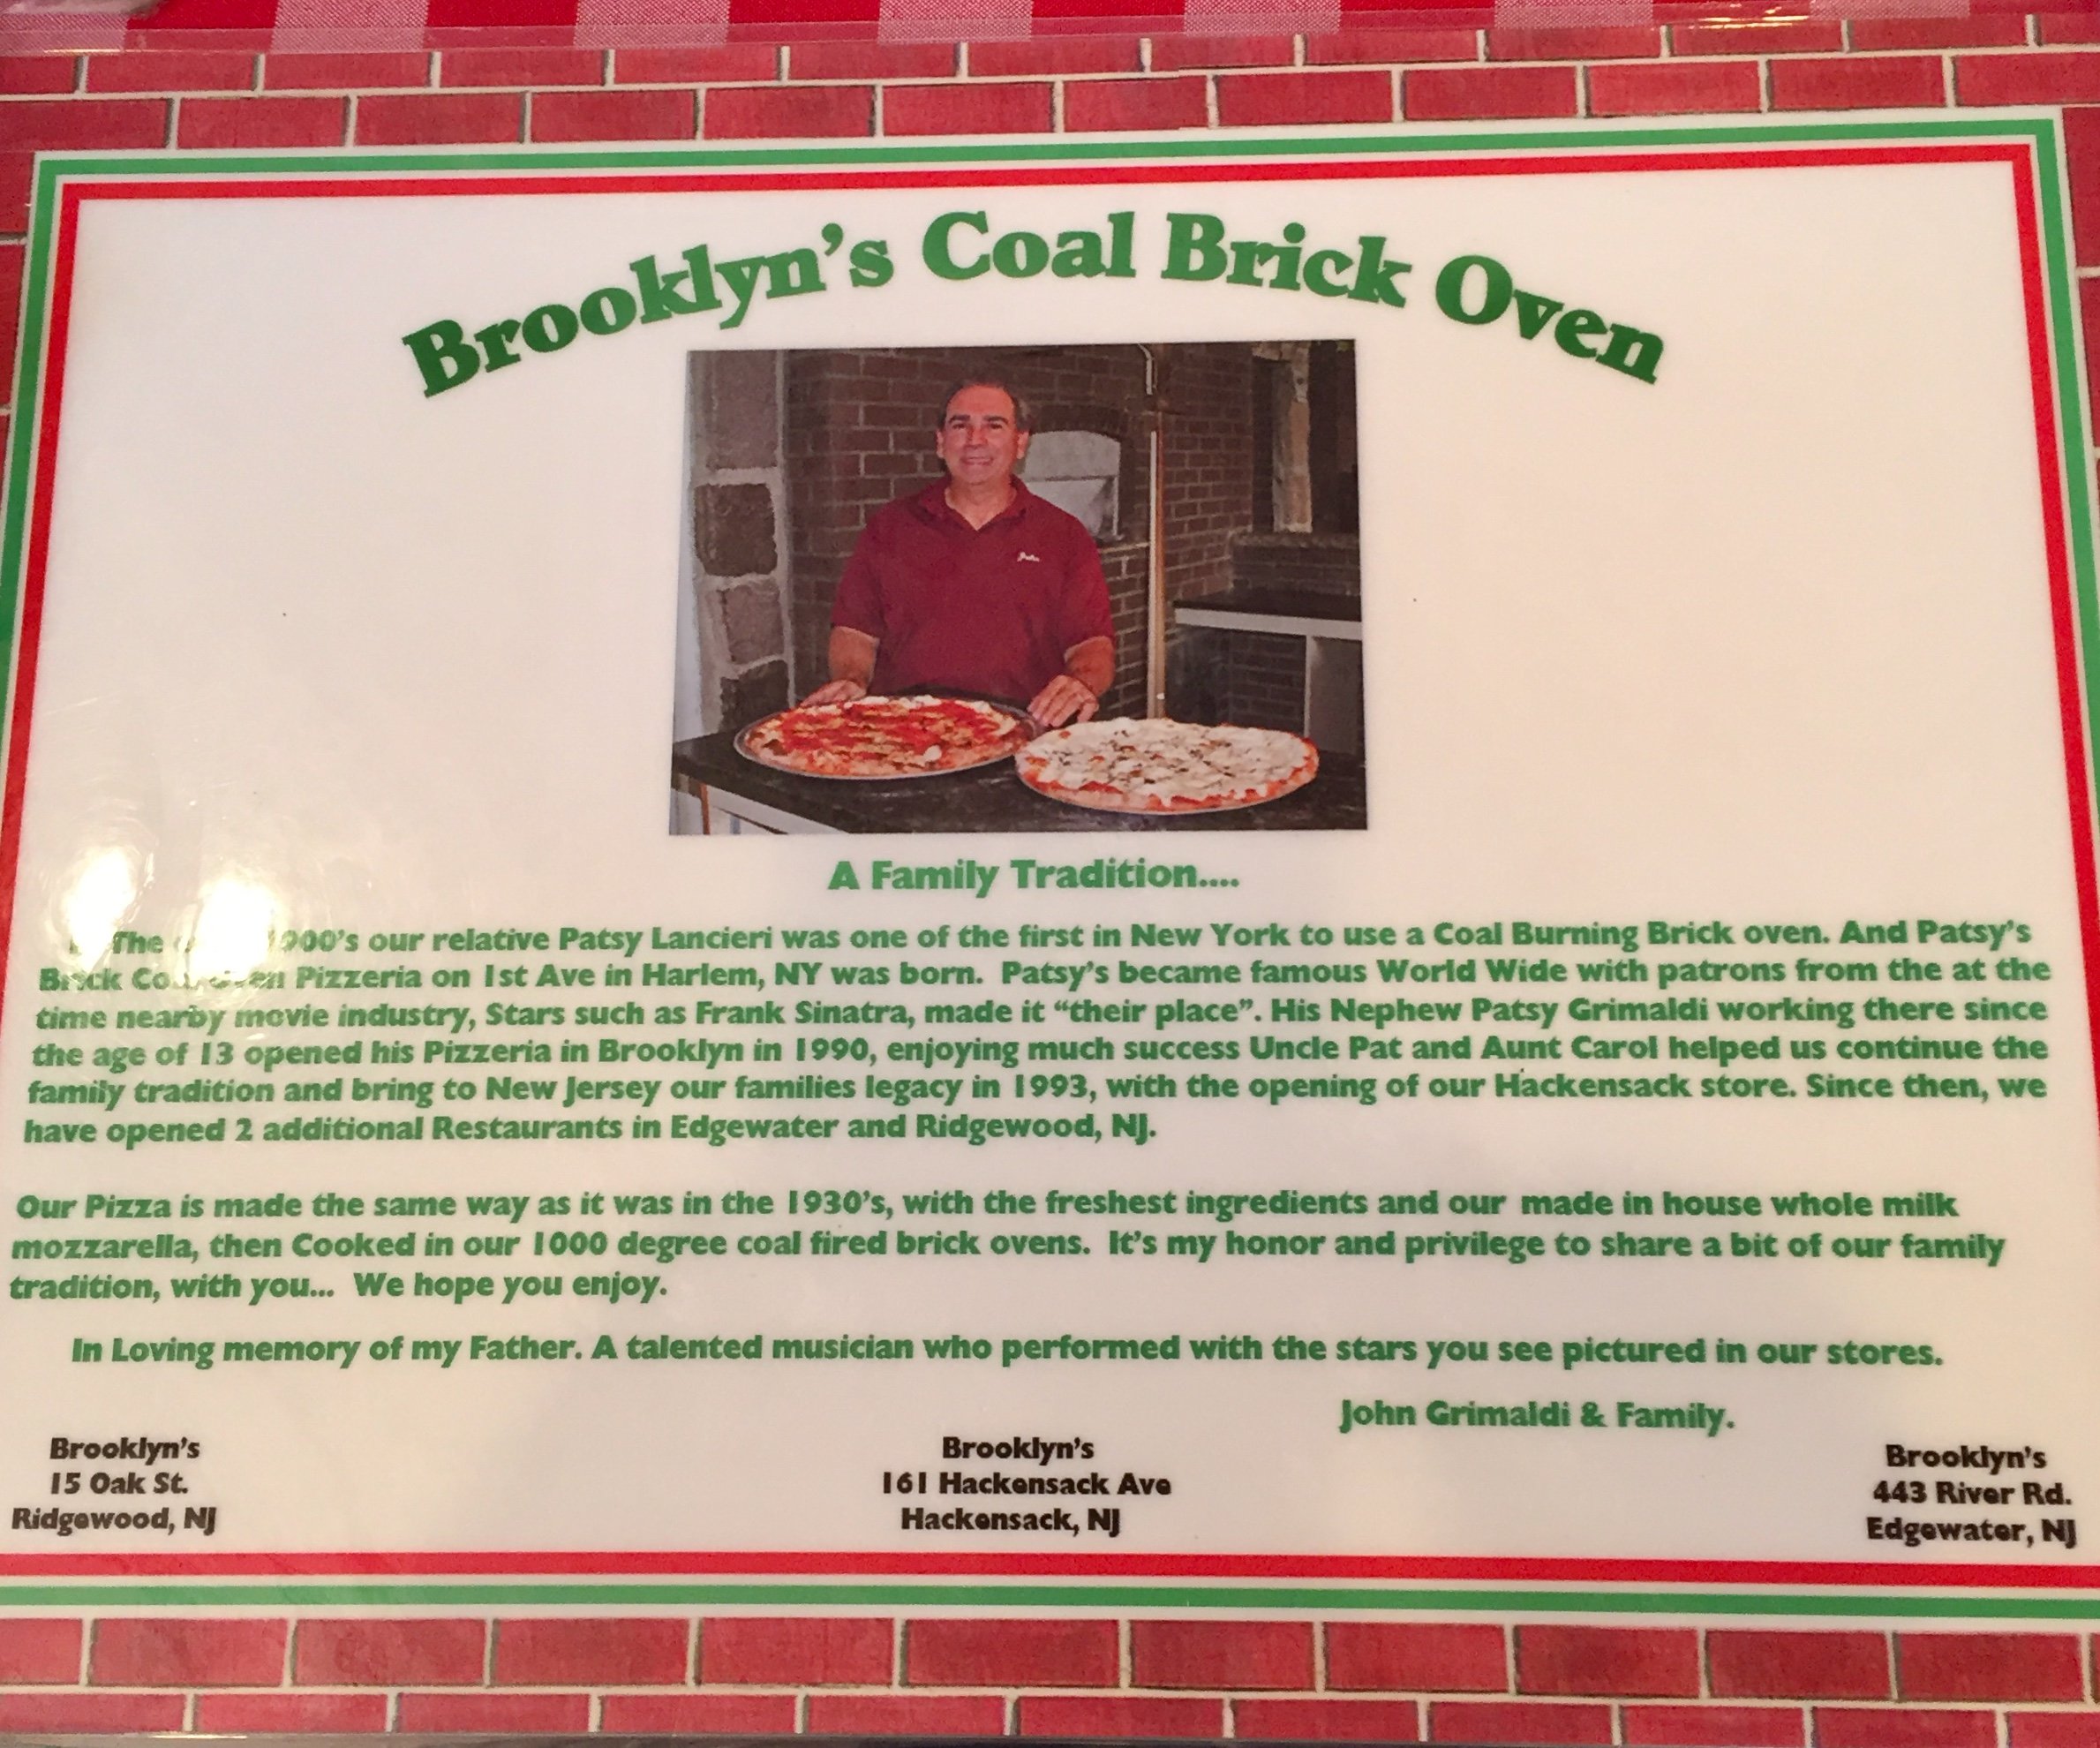 Brooklyn's Coal Brick Oven
A Family Tradition....
The 1900's our relative Patsy Lancieri was one of the first in New York to use a Coal Burning Brick oven. And Patsy's
Brick Pizzeria on 1st Ave in Harlem, NY was born. Patsy's became famous World Wide with patrons from the at the
time nearby movie industry, Stars such as Frank Sinatra, made it "their place". His Nephew Patsy Grimaldi working there since
the age of 13 opened his Pizzeria in Brooklyn in 1990, enjoying much success Uncle Pat and Aunt Carol helped us continue the
family tradition and bring to New Jersey our families legacy in 1993, with the opening of our Hackensack store. Since then, we
have opened 2 additional Restaurants in Edgewater and Ridgewood, NJ.
Our Pizza is made the same way as it was in the 1930's, with the freshest ingredients and our made in house whole milk
mozzarella, then Cooked in our 1000 degree coal fired brick ovens. It's my honor and privilege to share a bit of our family
tradition, with you... We hope you enjoy.
In Loving memory of my Father. A talented musician who performed with the stars you see pictured in our stores.
John Grimaldi & Family.
Brooklyn's
15 Oak St.
Ridgewood, NJ
Brooklyn's
161 Hackensack Ave
Hackensack, NJ
Brooklyn's
443 River Rd.
Edgewater, NJ